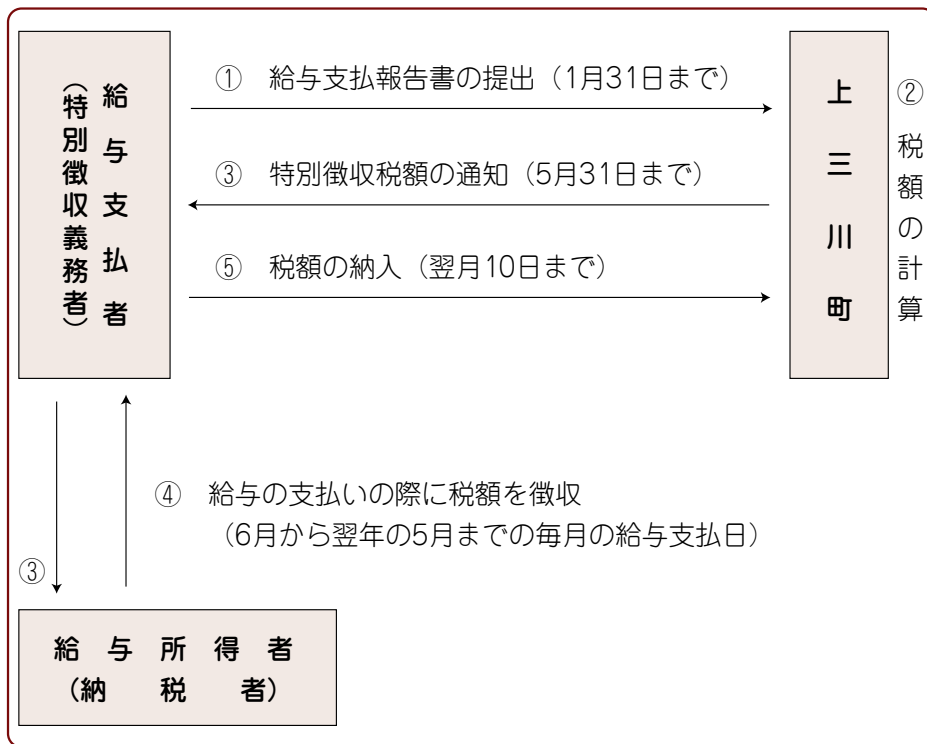 給与支払者
（特別徴収義務者）
① 給与支払報告書の提出（1月31日まで）
上三川町
② 税額の計算
③ 特別徴収税額の通知（5月31日まで）
⑤ 税額の納入（翌月10日まで）
④ 給与の支払いの際に税額を徴収
（6月から翌年の5月までの毎月の給与支払日）
③
給与所得者
（納税者）